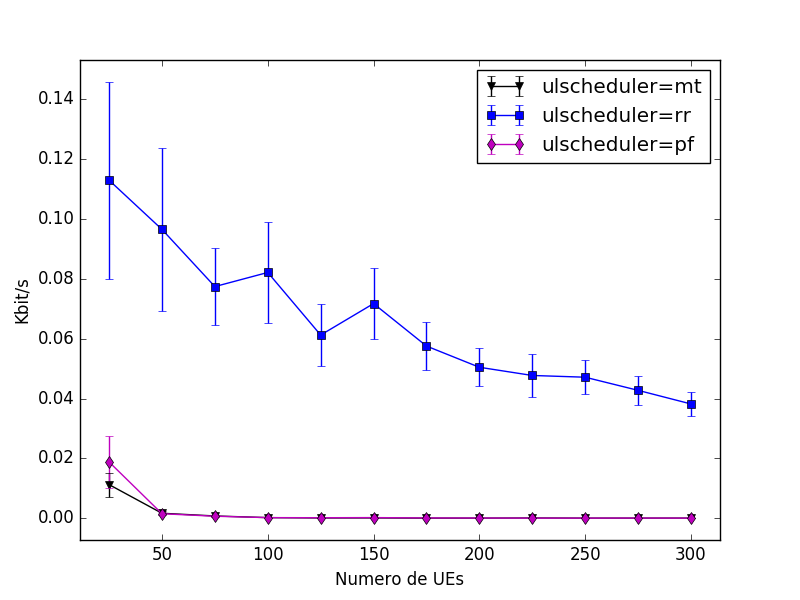 ulscheduler=mt
ulscheduler=rr
ulscheduler=pf
0.14
0.12
0.10
0.08
0.06
0.04
0.02
0.00
Kbit/s
50 100 150 200 250 300
Numero de UEs